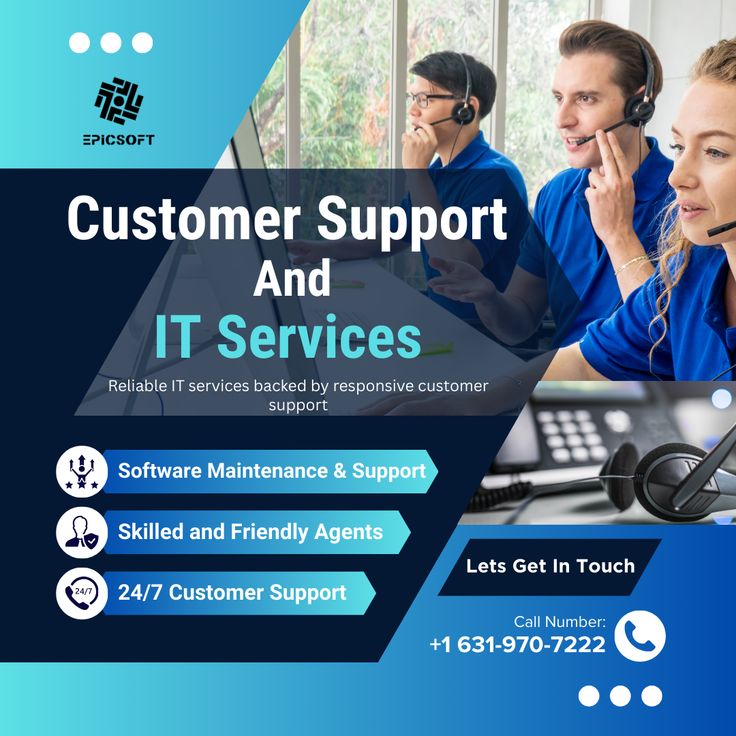 EPICSOFT
Customer Support
And
IT Services
Reliable IT services backed by responsive customer
support
Software Maintenance & Support
Skilled and Friendly Agents
24/7
24/7 Customer Support
Lets Get In Touch
Call Number:
+1 631-970-7222